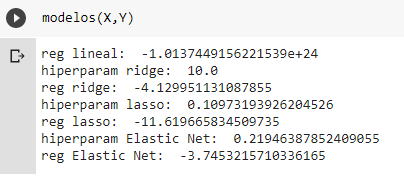 modelos(X,Y)
reg lineal:  -1.0137449156221539e+24
hiperparam ridge:  10.0
reg ridge:  -4.129951131087855
hiperparam lasso:  0.10973193926204526
reg lasso:  -11.619665834509735
hiperparam Elastic Net:  0.21946387852409055
reg Elastic Net:  -3.7453215710336165